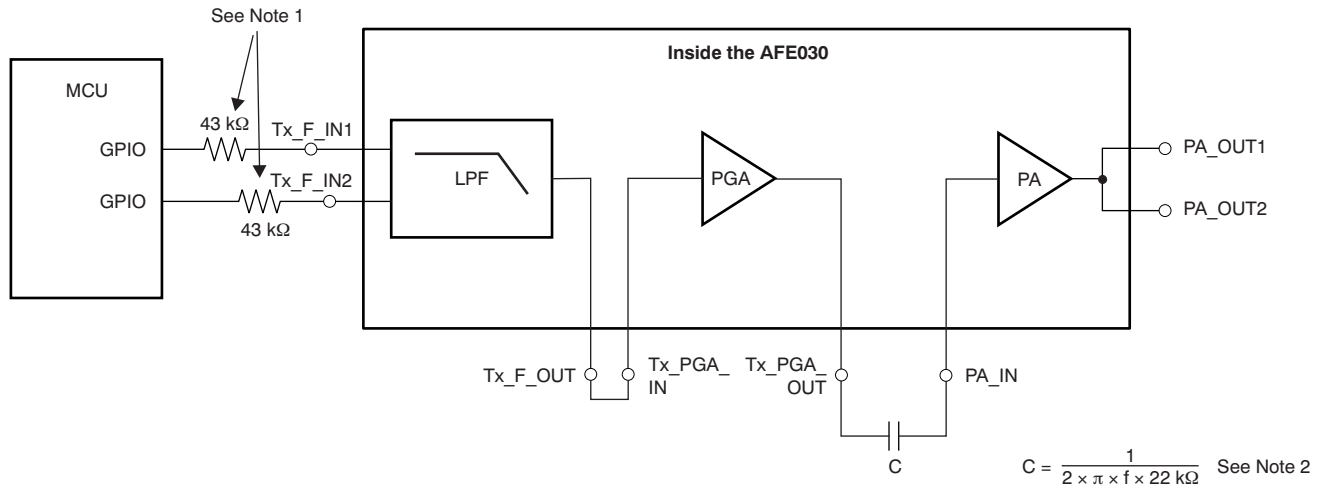 See Note 1
Inside the AFE030
MCU
43 kΩ
Tx_F_IN1
GPIO
LPF
PGA
PA
PA_OUT1
GPIO
Tx_F_IN2
43 kΩ
PA_OUT2
Tx_F_OUT
Tx_PGA_
IN
Tx_PGA_
OUT
PA_IN
C
C = 1 / 2 × π × f × 22 kΩ See Note 2